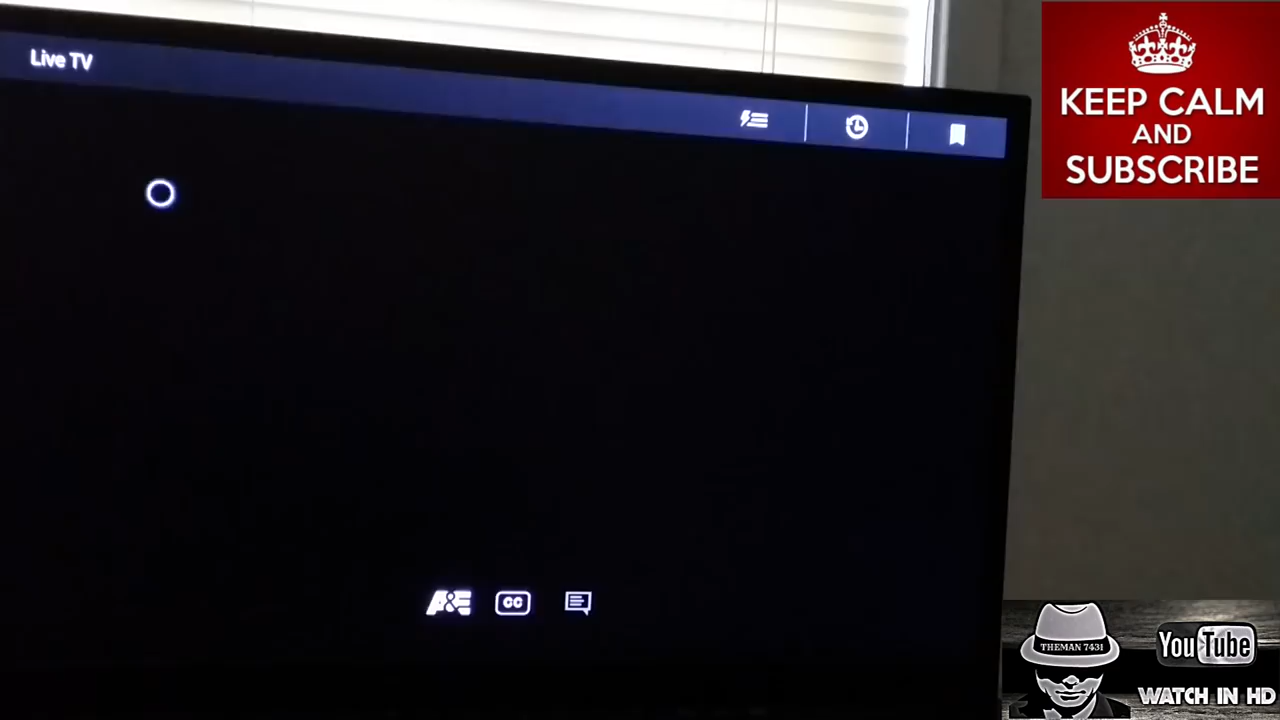 Live TV
KEEP CALM
AND
SUBSCRIBE
A&E
CC
THEMAN 7431
YouTube
WATCH IN HD